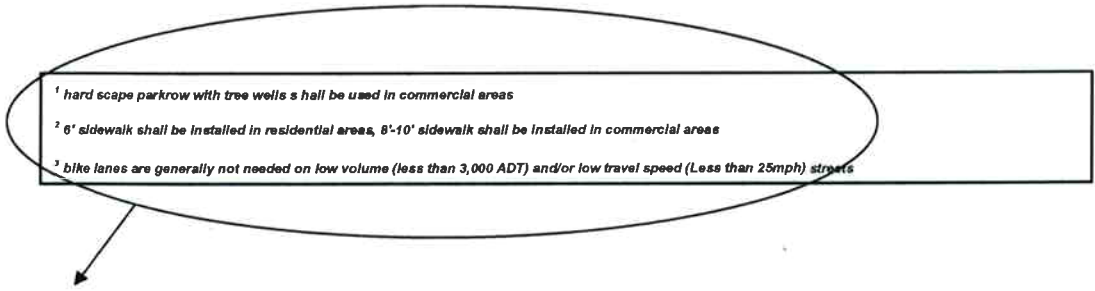 ¹ hard scape parkrow with tree wells s hall be used in commercial areas
² 6' sidewalk shall be installed in residential areas, 8'-10' sidewalk shall be installed in commercial areas
³ bike lanes are generally not needed on low volume (less than 3,000 ADT) and/or low travel speed (Less than 25mph) streets